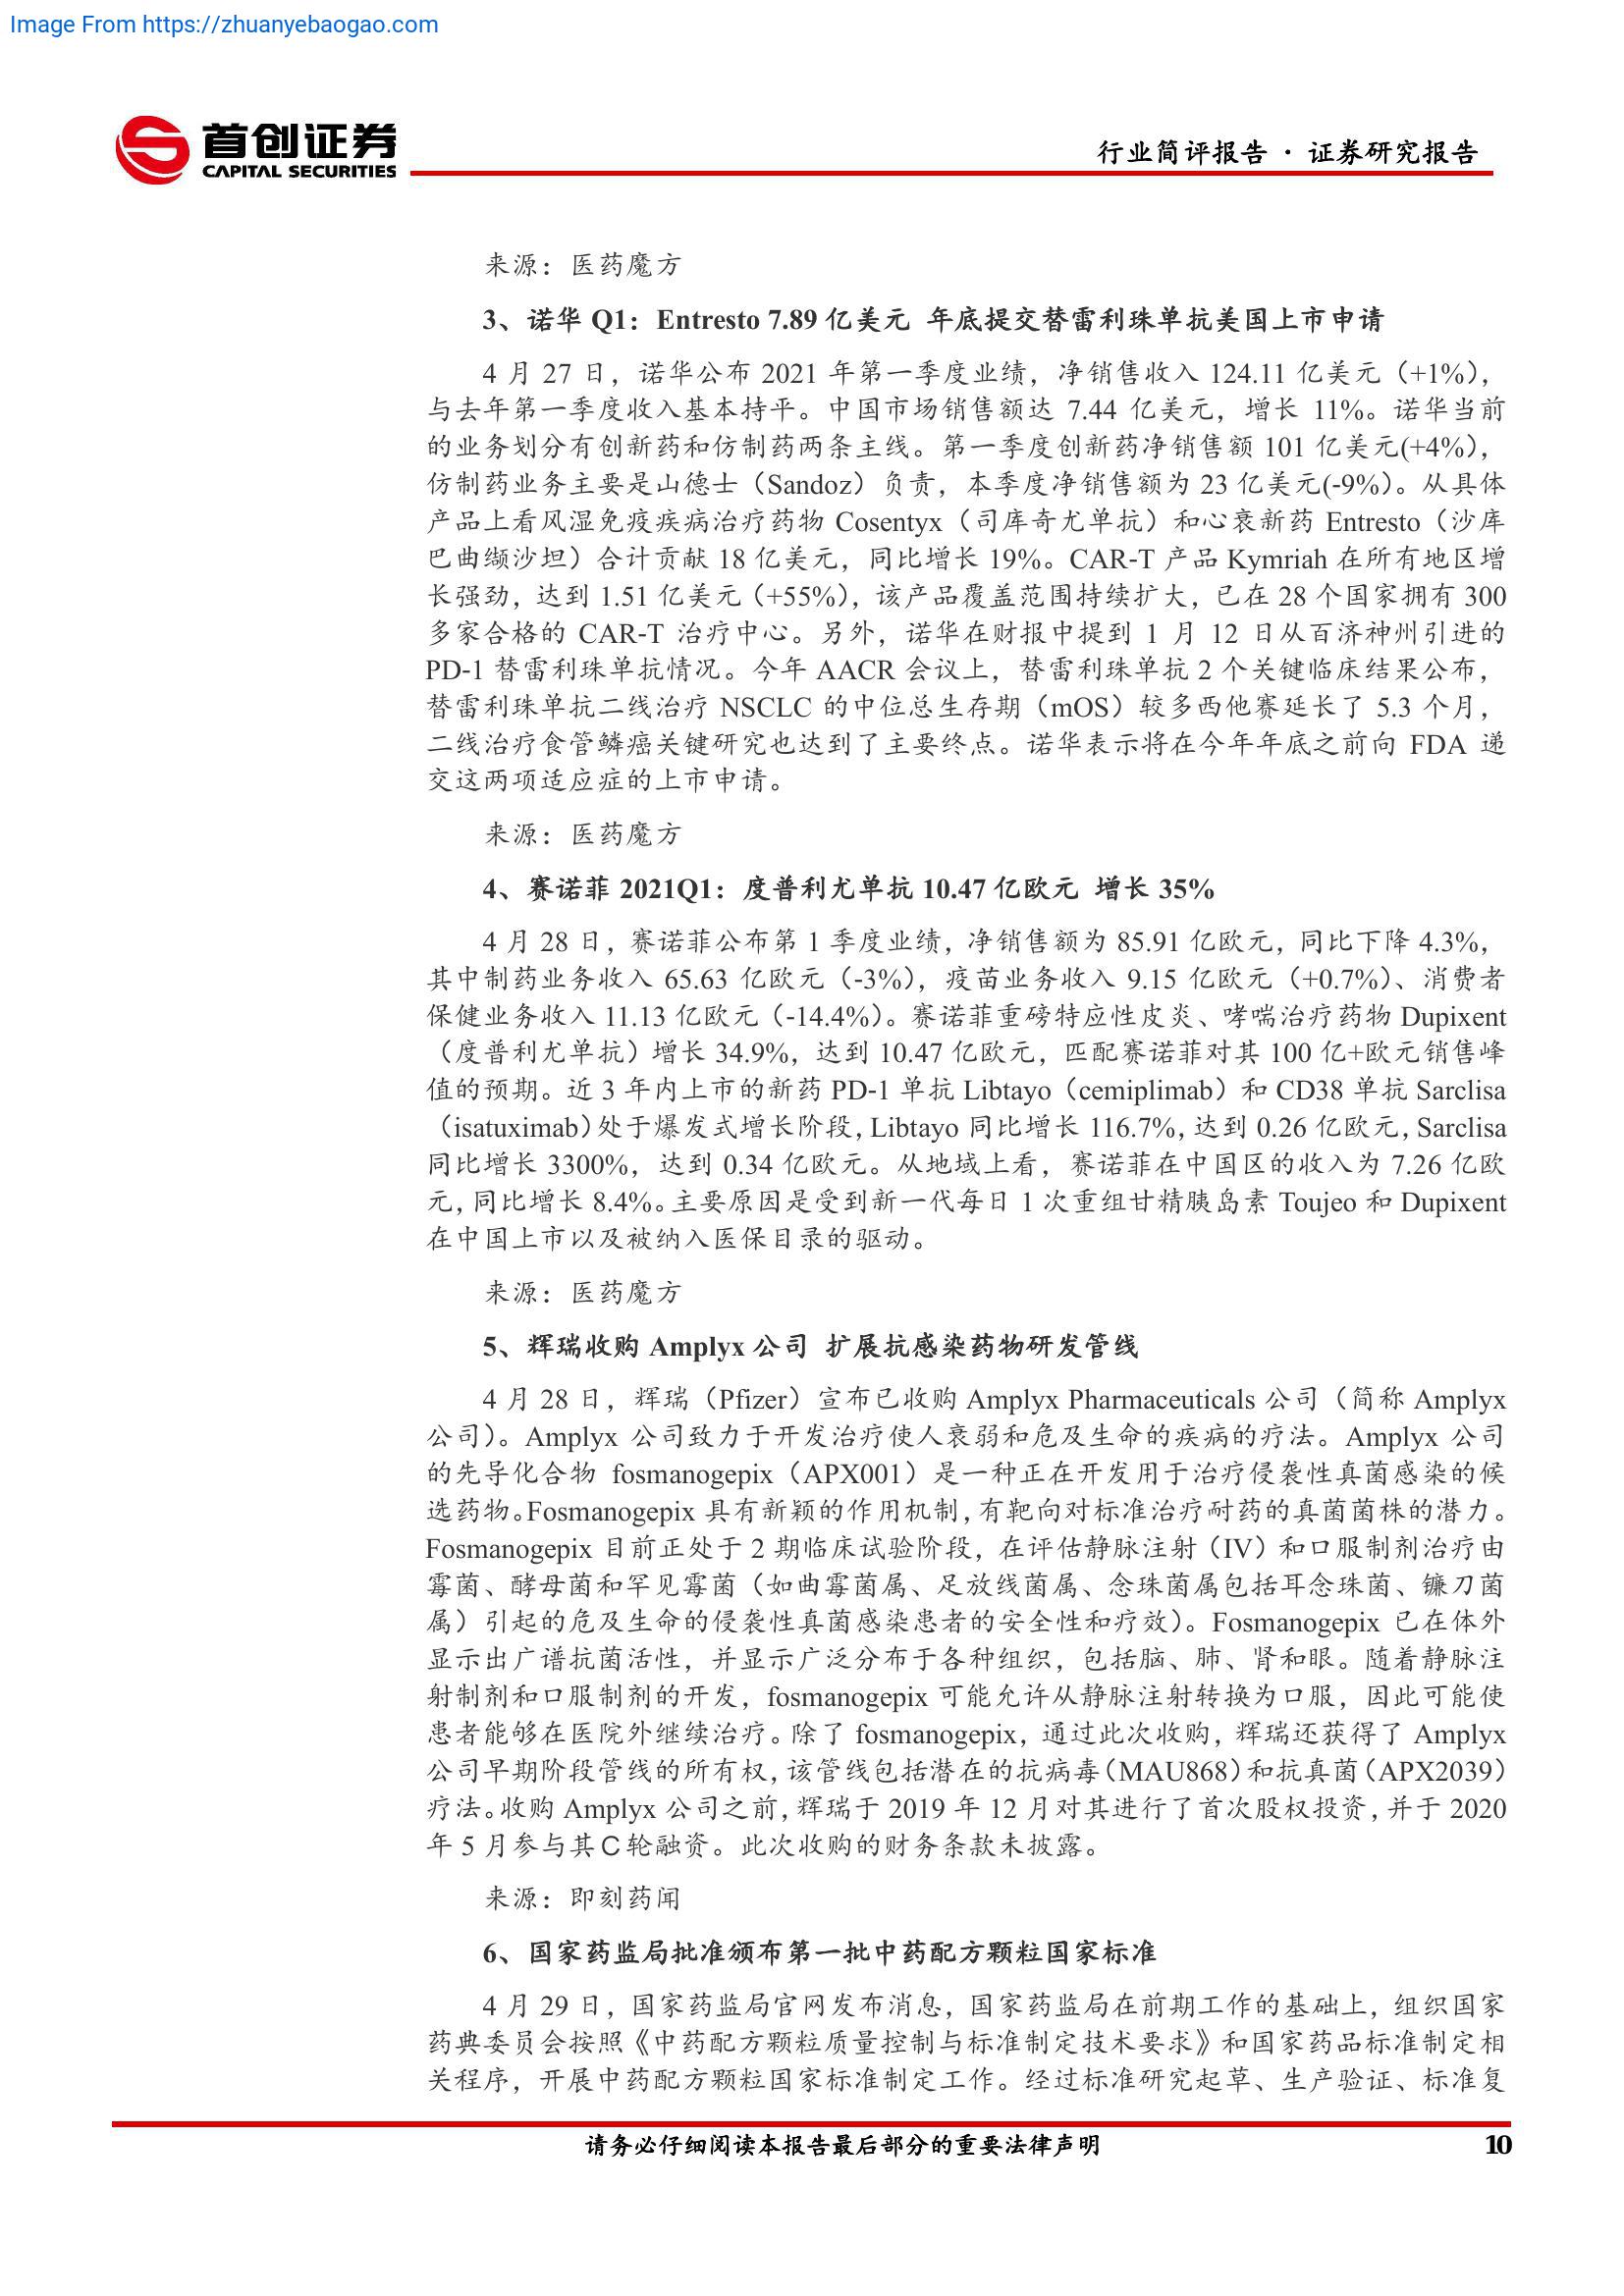 Image From https://zhuanyebaogao.com
首创证券
CAPITAL SECURITIES
行业简评报告 · 证券研究报告
来源：医药魔方
3、诺华 Q1：Entresto 7.89 亿美元 年底提交替雷利珠单抗美国上市申请
4 月 27 日，诺华公布 2021 年第一季度业绩，净销售收入 124.11 亿美元（+1%），
与去年第一季度收入基本持平。中国市场销售额达 7.44 亿美元，增长 11%。诺华当前
的业务划分有创新药和仿制药两条主线。第一季度创新药净销售额 101 亿美元(+4%)，
仿制药业务主要是山德士（Sandoz）负责，本季度净销售额为 23 亿美元(-9%)。从具体
产品上看风湿免疫疾病治疗药物 Cosentyx（司库奇尤单抗）和心衰新药 Entresto（沙库
巴曲缬沙坦）合计贡献 18 亿美元，同比增长 19%。CAR-T 产品 Kymriah 在所有地区增
长强劲，达到 1.51 亿美元（+55%），该产品覆盖范围持续扩大，已在 28 个国家拥有 300
多家合格的 CAR-T 治疗中心。另外，诺华在财报中提到 1 月 12 日从百济神州引进的
PD-1 替雷利珠单抗情况。今年 AACR 会议上，替雷利珠单抗 2 个关键临床结果公布，
替雷利珠单抗二线治疗 NSCLC 的中位总生存期（mOS）较多西他赛延长了 5.3 个月，
二线治疗食管鳞癌关键研究也达到了主要终点。诺华表示将在今年年底之前向 FDA 递
交这两项适应症的上市申请。
来源：医药魔方
4、赛诺菲 2021Q1：度普利尤单抗 10.47 亿欧元 增长 35%
4 月 28 日，赛诺菲公布第 1 季度业绩，净销售额为 85.91 亿欧元，同比下降 4.3%，
其中制药业务收入 65.63 亿欧元（-3%），疫苗业务收入 9.15 亿欧元（+0.7%）、消费者
保健业务收入 11.13 亿欧元（-14.4%）。赛诺菲重磅特应性皮炎、哮喘治疗药物 Dupixent
（度普利尤单抗）增长 34.9%，达到 10.47 亿欧元，匹配赛诺菲对其 100 亿+欧元销售峰
值的预期。近 3 年内上市的新药 PD-1 单抗 Libtayo（cemiplimab）和 CD38 单抗 Sarclisa
（isatuximab）处于爆发式增长阶段，Libtayo 同比增长 116.7%，达到 0.26 亿欧元，Sarclisa
同比增长 3300%，达到 0.34 亿欧元。从地域上看，赛诺菲在中国区的收入为 7.26 亿欧
元，同比增长 8.4%。主要原因是受到新一代每日 1 次重组甘精胰岛素 Toujeo 和 Dupixent
在中国上市以及被纳入医保目录的驱动。
来源：医药魔方
5、辉瑞收购 Amplyx 公司 扩展抗感染药物研发管线
4 月 28 日，辉瑞（Pfizer）宣布已收购 Amplyx Pharmaceuticals 公司（简称 Amplyx
公司）。Amplyx 公司致力于开发治疗使人衰弱和危及生命的疾病的疗法。Amplyx 公司
的先导化合物 fosmanogepix（APX001）是一种正在开发用于治疗侵袭性真菌感染的候
选药物。Fosmanogepix 具有新颖的作用机制，有靶向对标准治疗耐药的真菌菌株的潜力。
Fosmanogepix 目前正处于 2 期临床试验阶段，在评估静脉注射（IV）和口服制剂治疗由
霉菌、酵母菌和罕见霉菌（如曲霉菌属、足放线菌属、念珠菌属包括耳念珠菌、镰刀菌
属）引起的危及生命的侵袭性真菌感染患者的安全性和疗效）。Fosmanogepix 已在体外
显示出广谱抗菌活性，并显示广泛分布于各种组织，包括脑、肺、肾和眼。随着静脉注
射制剂和口服制剂的开发，fosmanogepix 可能允许从静脉注射转换为口服，因此可能使
患者能够在医院外继续治疗。除了 fosmanogepix，通过此次收购，辉瑞还获得了 Amplyx
公司早期阶段管线的所有权，该管线包括潜在的抗病毒（MAU868）和抗真菌（APX2039）
疗法。收购 Amplyx 公司之前，辉瑞于 2019 年 12 月对其进行了首次股权投资，并于 2020
年 5 月参与其 C 轮融资。此次收购的财务条款未披露。
来源：即刻药闻
6、国家药监局批准颁布第一批中药配方颗粒国家标准
4 月 29 日，国家药监局官网发布消息，国家药监局在前期工作的基础上，组织国家
药典委员会按照《中药配方颗粒质量控制与标准制定技术要求》和国家药品标准制定相
关程序，开展中药配方颗粒国家标准制定工作。经过标准研究起草、生产验证、标准复
请务必仔细阅读本报告最后部分的重要法律声明
10